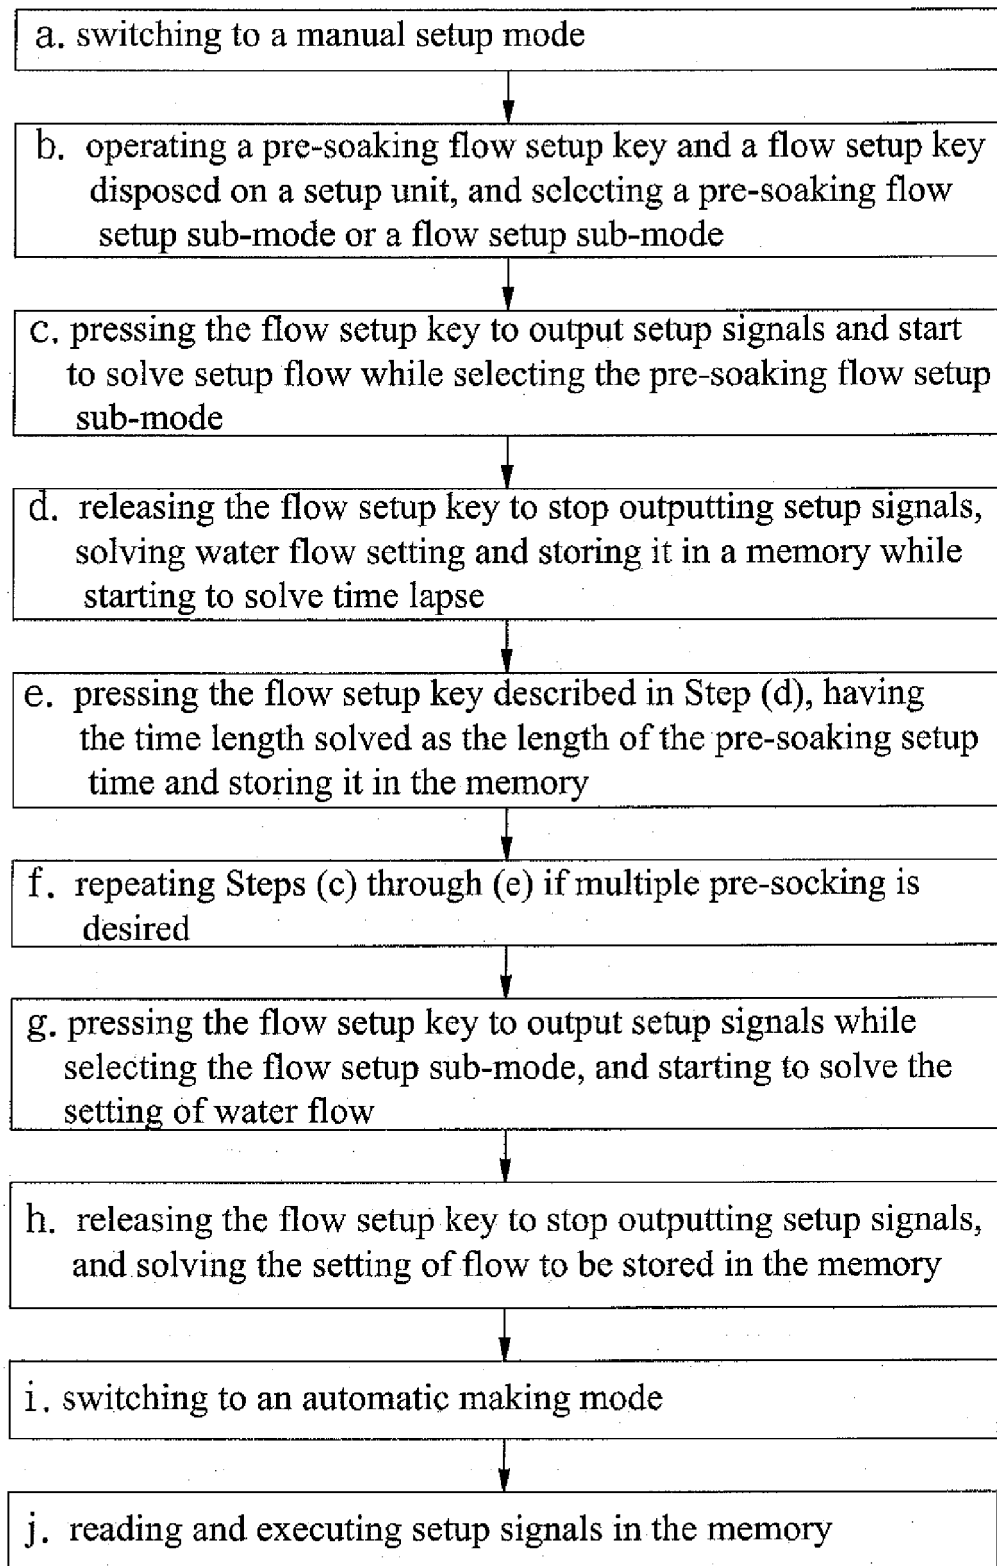 a. switching to a manual setup mode
b. operating a pre-soaking flow setup key and a flow setup key
disposed on a setup unit, and selecting a pre-soaking flow
setup sub-mode or a flow setup sub-mode
c. pressing the flow setup key to output setup signals and start
to solve setup flow while selecting the pre-soaking flow setup
sub-mode
d. releasing the flow setup key to stop outputting setup signals,
solving water flow setting and storing it in a memory while
starting to solve time lapse
e. pressing the flow setup key described in Step (d), having
the time length solved as the length of the pre-soaking setup
time and storing it in the memory
f. repeating Steps (c) through (e) if multiple pre-socking is
desired
g. pressing the flow setup key to output setup signals while
selecting the flow setup sub-mode, and starting to solve the
setting of water flow
h. releasing the flow setup key to stop outputting setup signals,
and solving the setting of flow to be stored in the memory
i. switching to an automatic making mode
j. reading and executing setup signals in the memory